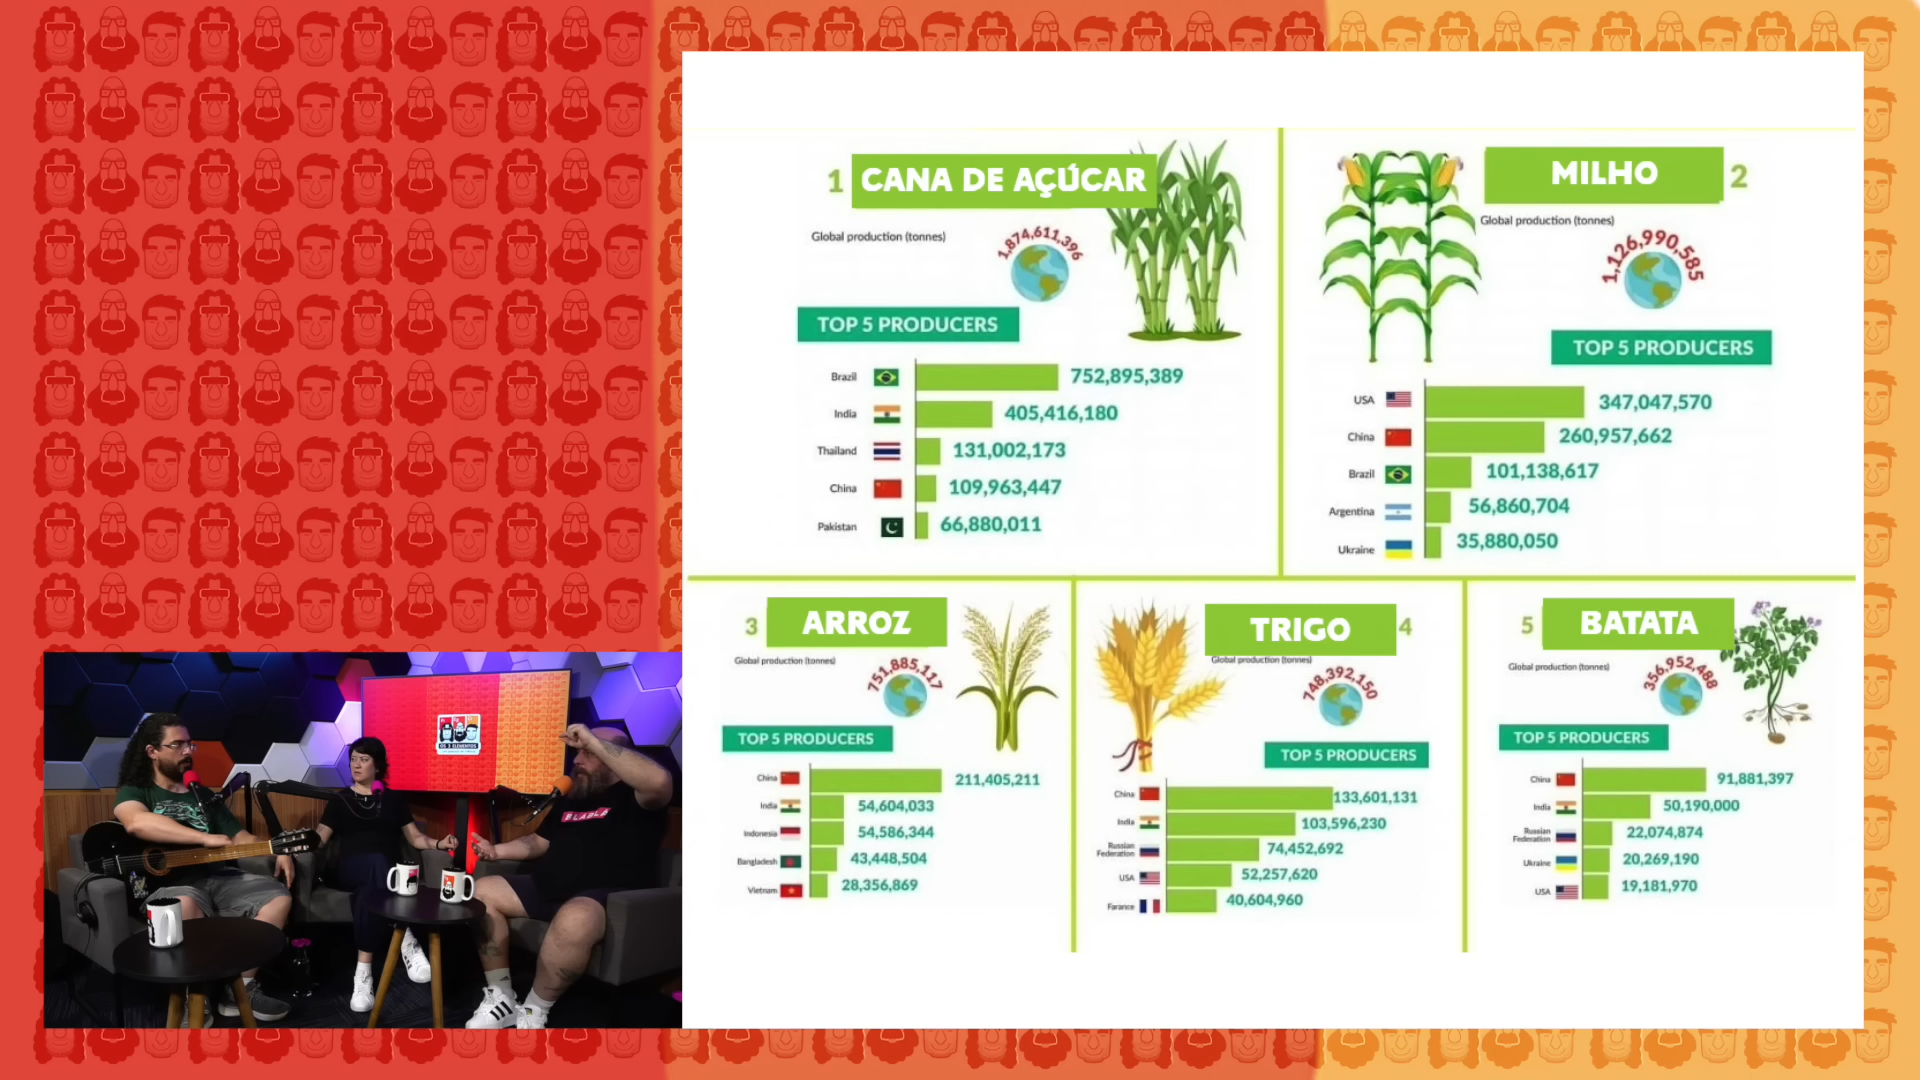 1 CANA DE AÇÚCAR
Global production (tonnes)
1,874,611,396
TOP 5 PRODUCERS
Brazil 752,895,389
India 405,416,180
Thailand 131,002,173
China 109,963,447
Pakistan 66,880,011
MILHO 2
Global production (tonnes)
1,126,990,585
TOP 5 PRODUCERS
USA 347,047,570
China 260,957,662
Brazil 101,138,617
Argentina 56,860,704
Ukraine 35,880,050
3 ARROZ
Global production (tonnes)
751,885,117
TOP 5 PRODUCERS
China 211,405,211
India 54,604,033
Indonesia 54,586,344
Bangladesh 43,448,504
Vietnam 28,356,869
TRIGO 4
Global production (tonnes)
748,392,150
TOP 5 PRODUCERS
China 133,601,131
India 103,596,230
Russian
Federation 74,452,692
USA 52,257,620
Farance 40,604,960
5 BATATA
Global production (tonnes)
356,952,488
TOP 5 PRODUCERS
China 91,881,397
India 50,190,000
Russian
Federation 22,074,874
Ukraine 20,269,190
USA 19,181,970
OS 3 ELEMENTOS
BLABLA